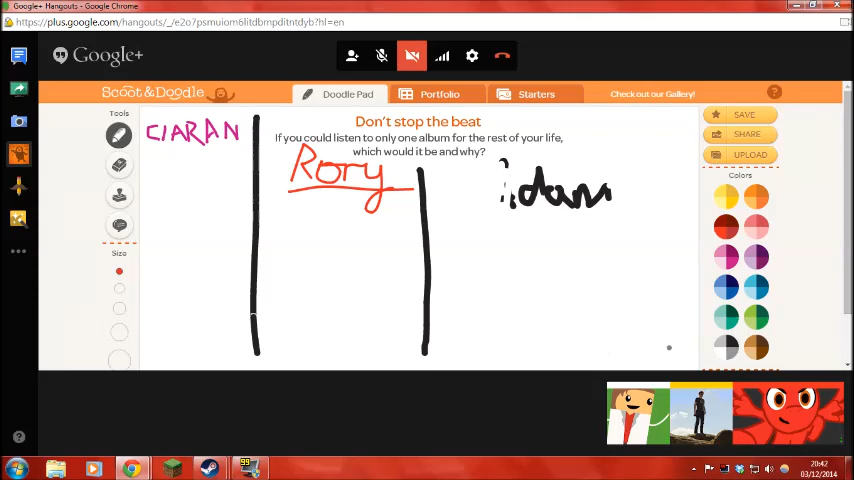 Google+ Hangouts - Google Chrome
https://plus.google.com/hangouts/_/e2o7psmuiom6litdbmpditntdyb?hl=en
Google+
Scoot & Doodle
Doodle Pad
Portfolio
Starters
Check out our Gallery!
Tools
Size
Don't stop the beat
If you could listen to only one album for the rest of your life,
which would it be and why?
CIARAN
Rory
Adam
SAVE
SHARE
UPLOAD
Colors
99
20:42
03/12/2014